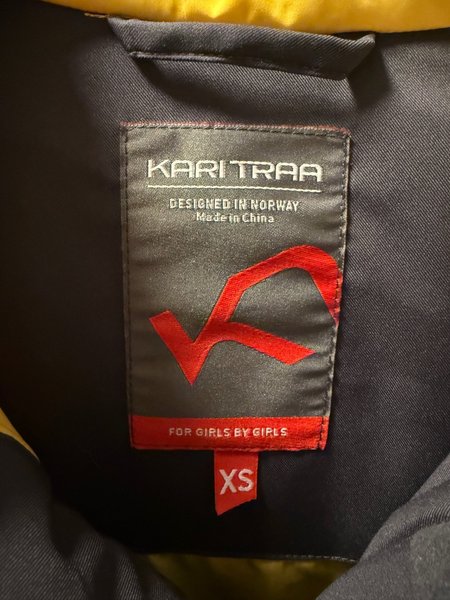 KARI TRAA
DESIGNED IN NORWAY
Made in China
FOR GIRLS BY GIRLS
XS